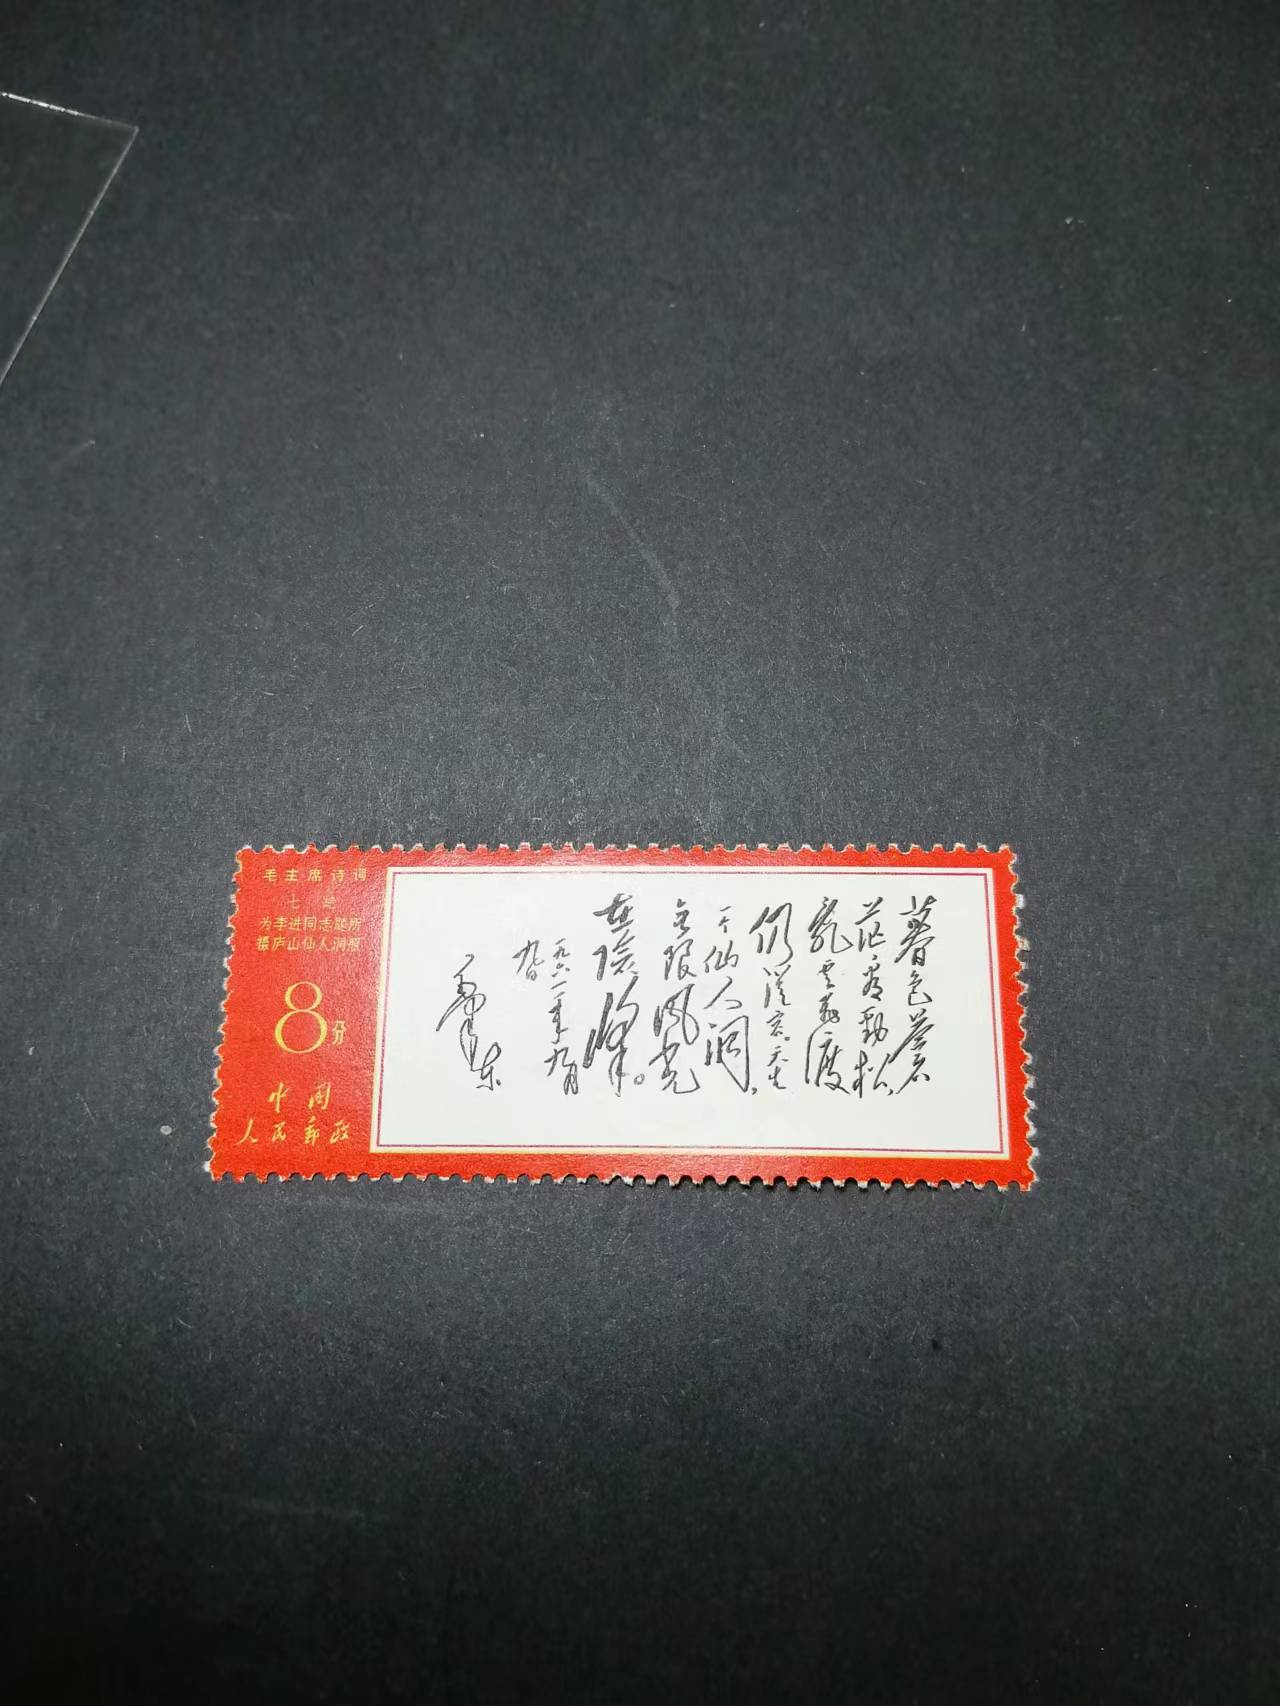 毛主席诗词
七绝
为李进同志题所
摄庐山仙人洞照
8分
中国
人民邮政
暮色苍
茫看劲松，
乱云飞渡
仍从容。天生
一个仙人洞，
无限风光
在险峰。
一九六一年九月
九日
毛泽东